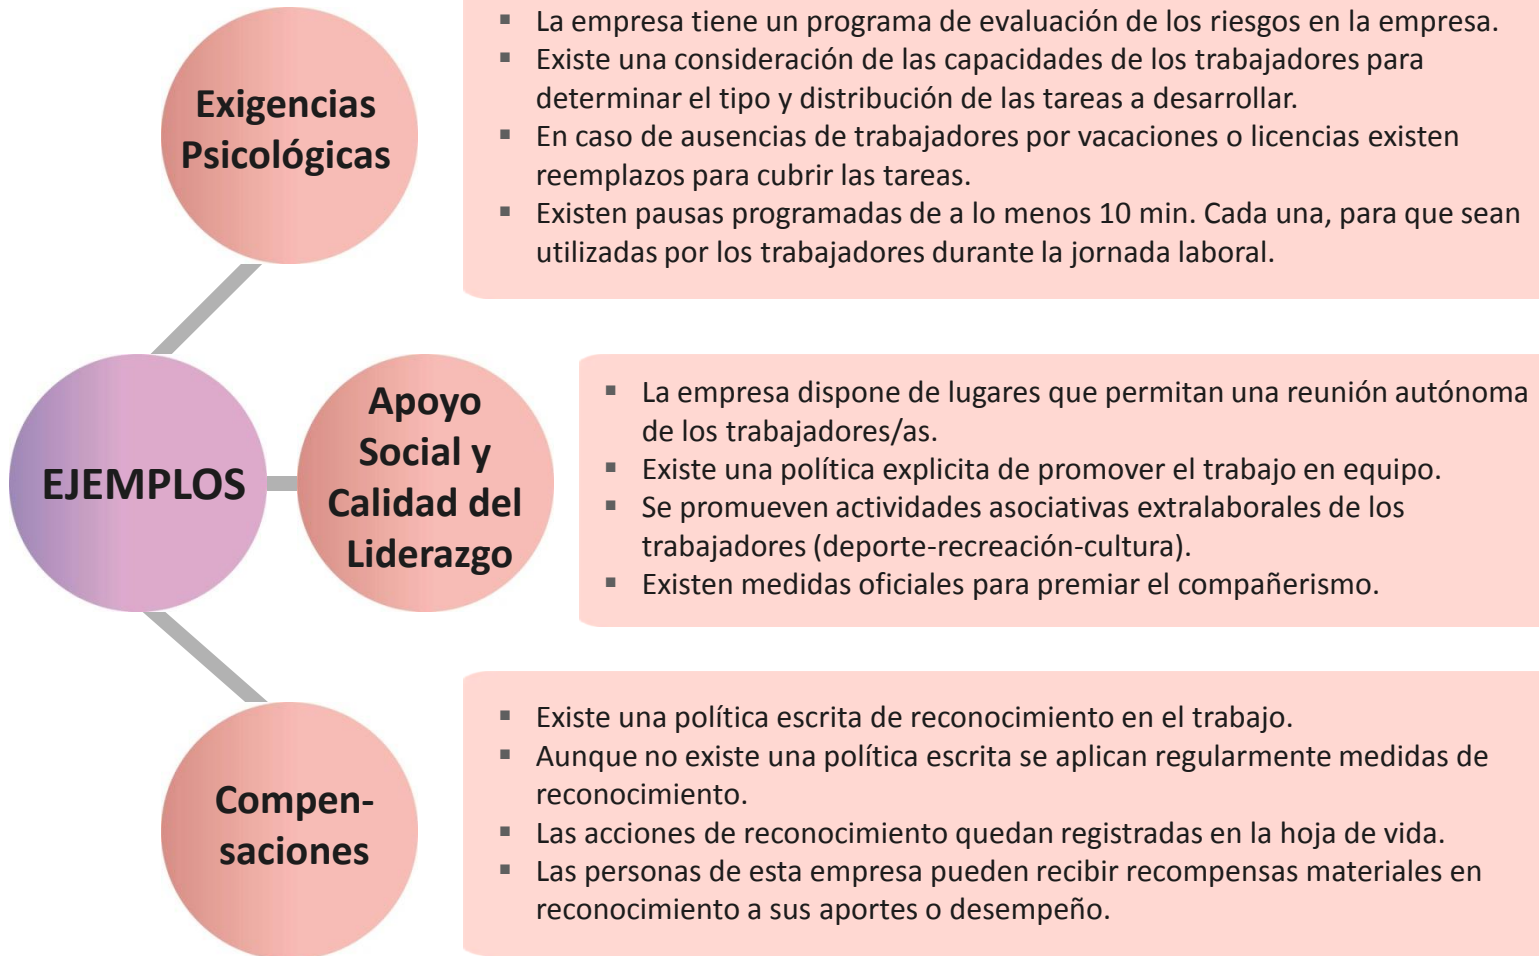 Exigencias
Psicológicas
▪ La empresa tiene un programa de evaluación de los riesgos en la empresa.
▪ Existe una consideración de las capacidades de los trabajadores para
determinar el tipo y distribución de las tareas a desarrollar.
▪ En caso de ausencias de trabajadores por vacaciones o licencias existen
reemplazos para cubrir las tareas.
▪ Existen pausas programadas de a lo menos 10 min. Cada una, para que sean
utilizadas por los trabajadores durante la jornada laboral.
EJEMPLOS
Apoyo
Social y
Calidad del
Liderazgo
▪ La empresa dispone de lugares que permitan una reunión autónoma
de los trabajadores/as.
▪ Existe una política explicita de promover el trabajo en equipo.
▪ Se promueven actividades asociativas extralaborales de los
trabajadores (deporte-recreación-cultura).
▪ Existen medidas oficiales para premiar el compañerismo.
Compen-
saciones
▪ Existe una política escrita de reconocimiento en el trabajo.
▪ Aunque no existe una política escrita se aplican regularmente medidas de
reconocimiento.
▪ Las acciones de reconocimiento quedan registradas en la hoja de vida.
▪ Las personas de esta empresa pueden recibir recompensas materiales en
reconocimiento a sus aportes o desempeño.